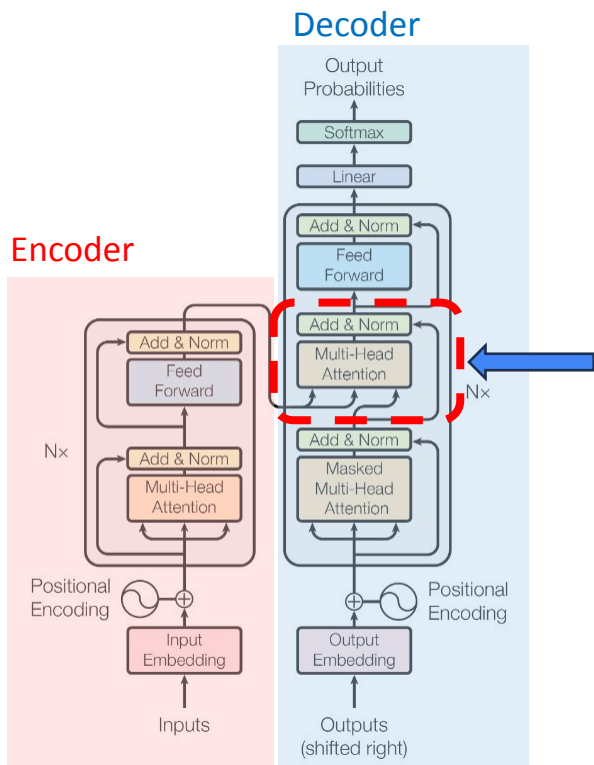 Decoder
Output
Probabilities
Softmax
Linear
Add & Norm
Feed
Forward
Add & Norm
Multi-Head
Attention
N×
Add & Norm
Masked
Multi-Head
Attention
Positional
Encoding
Output
Embedding
Outputs
(shifted right)
Encoder
Add & Norm
Feed
Forward
N×
Add & Norm
Multi-Head
Attention
Positional
Encoding
Input
Embedding
Inputs